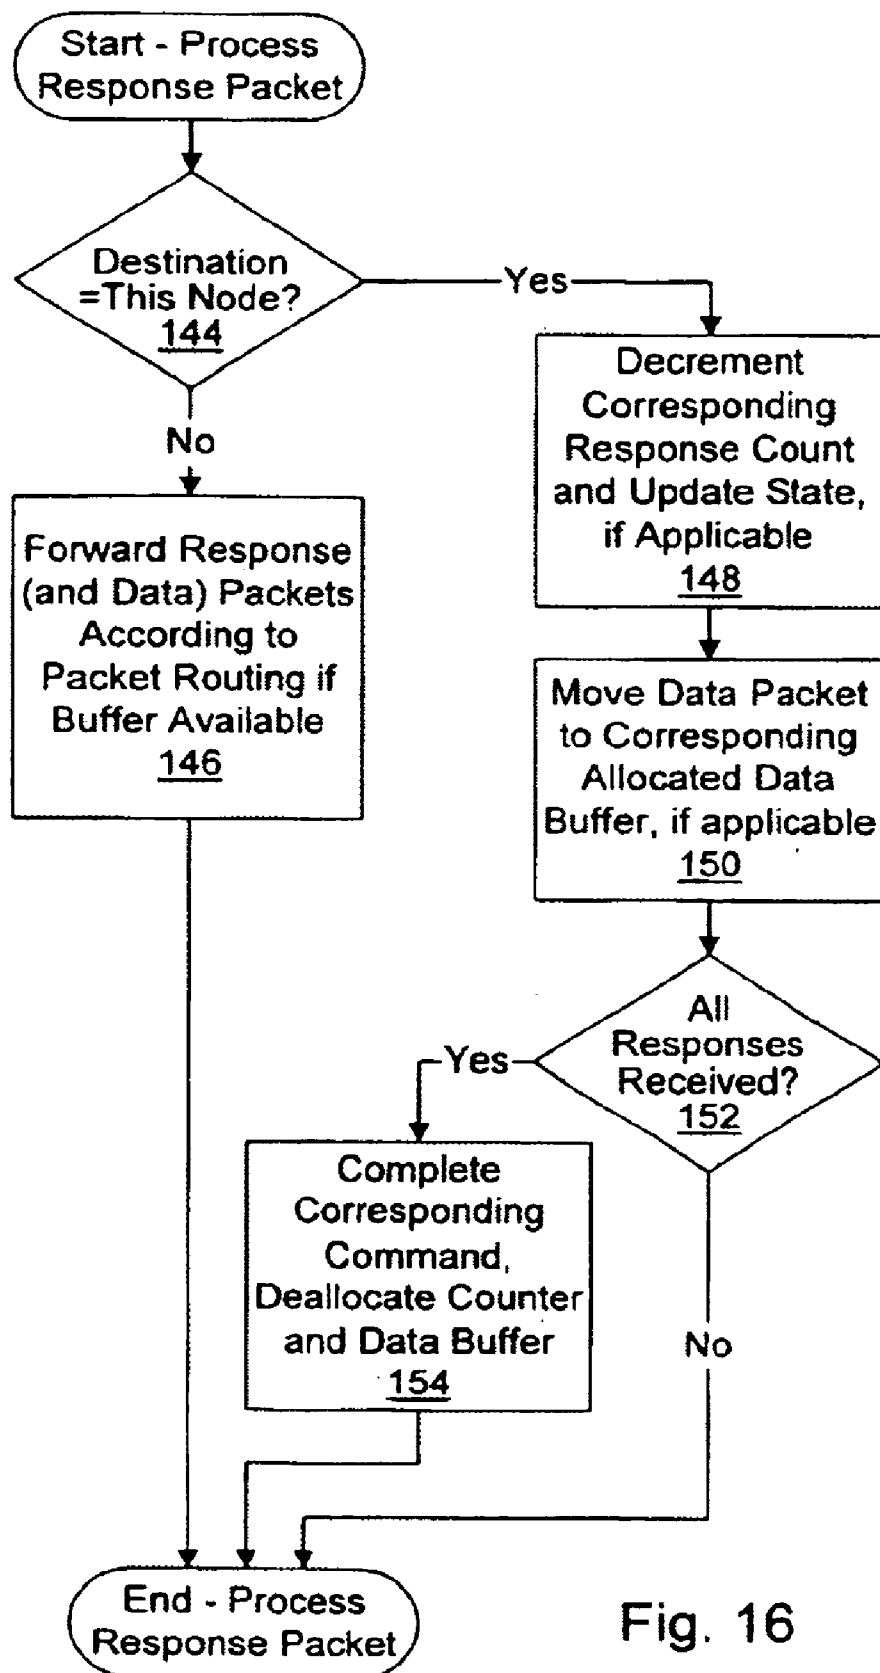 Start - Process
Response Packet
Destination
=This Node?
144
Yes
No
Decrement
Corresponding
Response Count
and Update State,
if Applicable
148
Forward Response
(and Data) Packets
According to
Packet Routing if
Buffer Available
146
Move Data Packet
to Corresponding
Allocated Data
Buffer, if applicable
150
All
Responses
Received?
152
Yes
Complete
Corresponding
Command,
Deallocate Counter
and Data Buffer
154
No
End - Process
Response Packet
Fig. 16